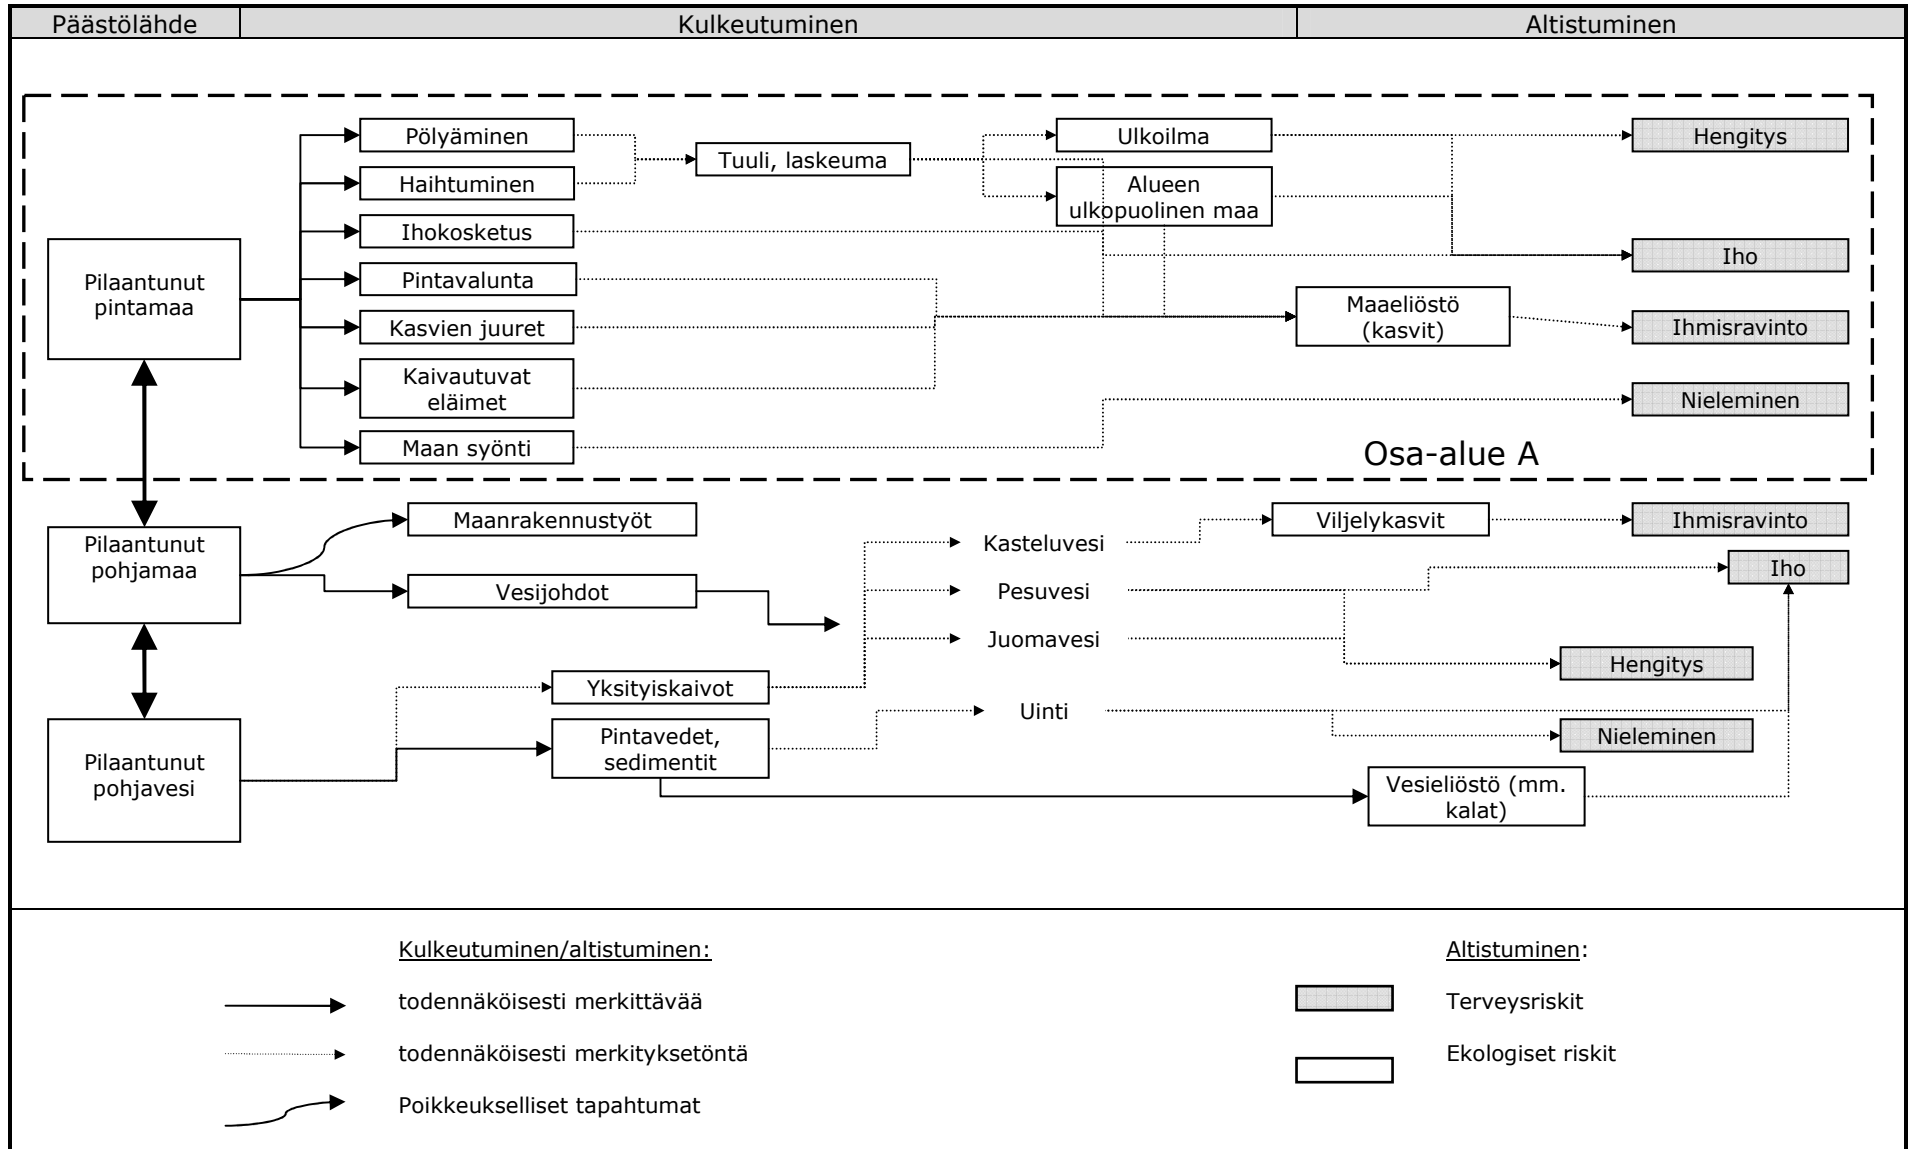 Päästölähde
Kulkeutuminen
Altistuminen
Pölyäminen
Haihtuminen
Ihokosketus
Pintavalunta
Kasvien juuret
Kaivautuvat
eläimet
Maan syönti
Pilaantunut
pintamaa
Tuuli, laskeuma
Ulkoilma
Alueen
ulkopuolinen maa
Maaeliöstö
(kasvit)
Hengitys
Iho
Ihmisravinto
Nieleminen
Osa-alue A
Pilaantunut
pohjamaa
Maanrakennustyöt
Vesijohdot
Kasteluvesi
Pesuvesi
Juomavesi
Uinti
Viljelykasvit
Ihmisravinto
Iho
Hengitys
Nieleminen
Pilaantunut
pohjavesi
Yksityiskaivot
Pintavedet,
sedimentit
Vesieliöstö (mm.
kalat)
Kulkeutuminen/altistuminen:
todennäköisesti merkittävää
todennäköisesti merkityksetöntä
Poikkeukselliset tapahtumat
Altistuminen:
Terveysriskit
Ekologiset riskit